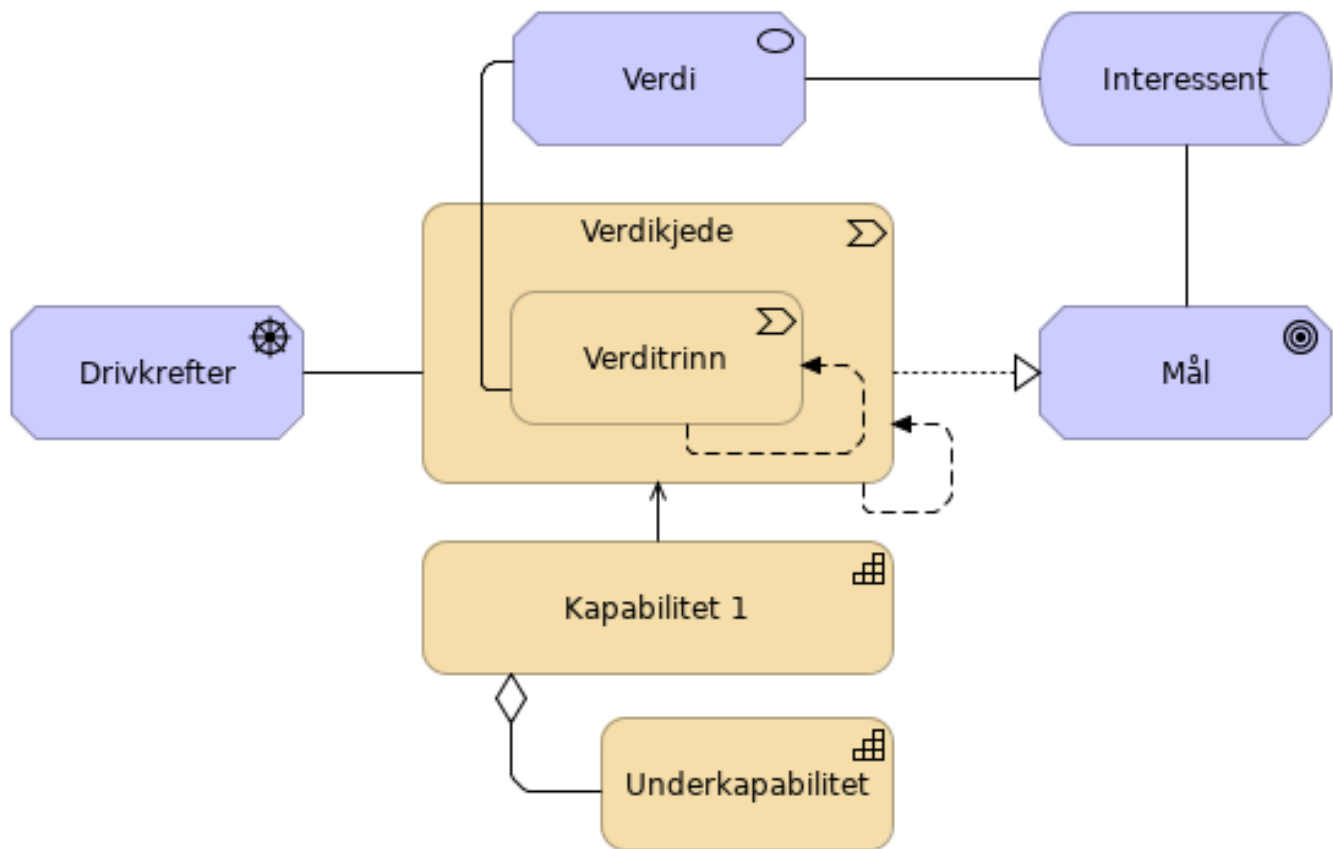 Verdi
Interessent
Verdikjede
Verditrinn
Drivkrefter
Mål
Kapabilitet 1
Underkapabilitet